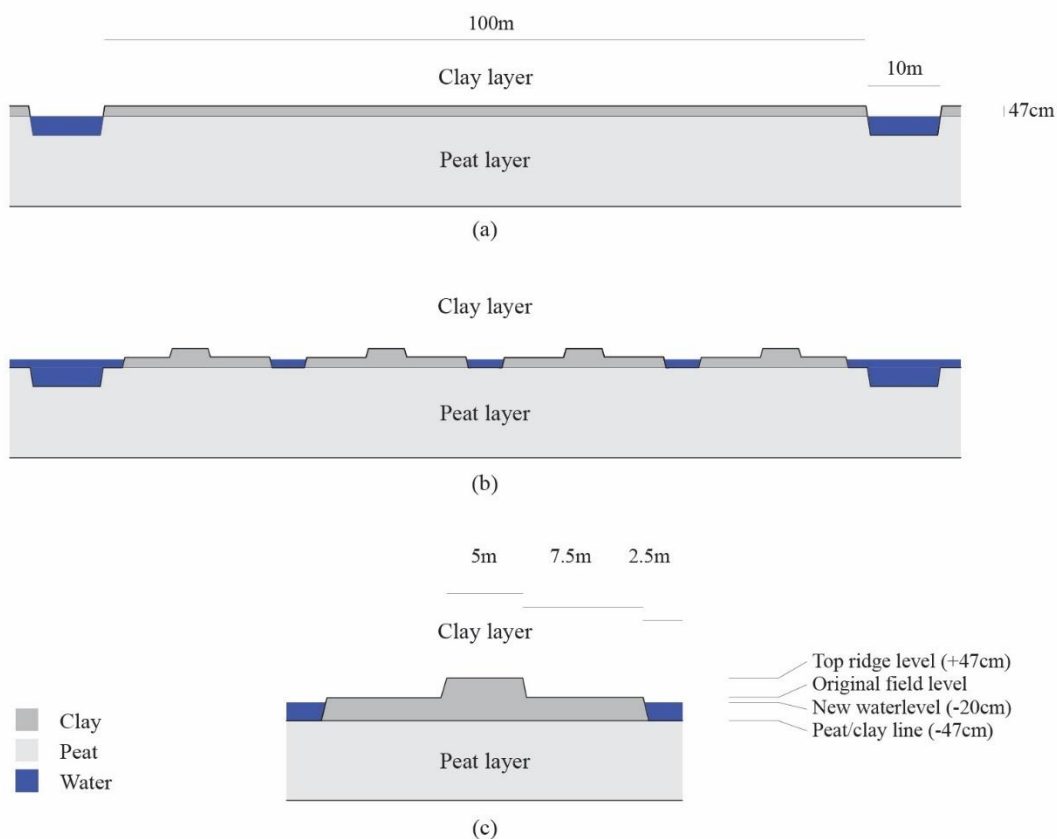 100m
10m
Clay layer
47cm
Peat layer
(a)
Clay layer
Peat layer
(b)
5m 7.5m 2.5m
Clay layer
Top ridge level (+47cm)
Original field level
New waterlevel (-20cm)
Peat/clay line (-47cm)
Clay
Peat
Water
Peat layer
(c)